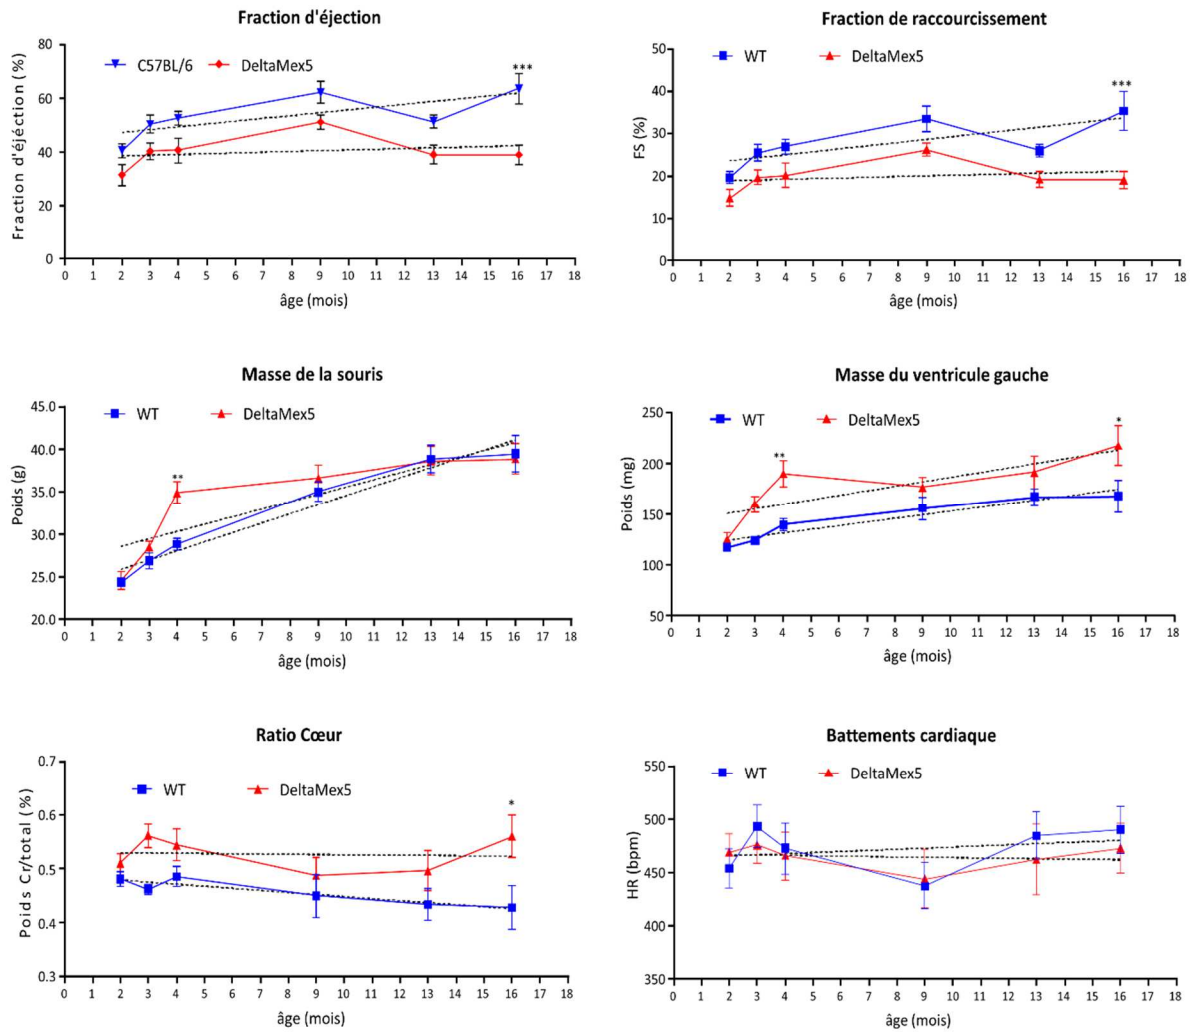 Fraction d'éjection
80
60
40
20
0
Fraction d'éjéction (%)
C57BL/6 DeltaMex5
***
0 1 2 3 4 5 6 7 8 9 10 11 12 13 14 15 16 17 18
âge (mois)
Fraction de raccourcissement
50
40
30
20
10
0
FS (%)
WT DeltaMex5
***
0 1 2 3 4 5 6 7 8 9 10 11 12 13 14 15 16 17 18
âge (mois)
Masse de la souris
45.0
40.0
35.0
30.0
25.0
20.0
Poids (g)
WT DeltaMex5
**
0 1 2 3 4 5 6 7 8 9 10 11 12 13 14 15 16 17 18
âge (mois)
Masse du ventricule gauche
250
200
150
100
50
Poids (mg)
WT DeltaMex5
*
**
0 1 2 3 4 5 6 7 8 9 10 11 12 13 14 15 16 17 18
âge (mois)
Ratio Cœur
0.7
0.6
0.5
0.4
0.3
Poids Cr/total (%)
WT DeltaMex5
*
0 1 2 3 4 5 6 7 8 9 10 11 12 13 14 15 16 17 18
âge (mois)
Battements cardiaque
550
500
450
400
350
HR (bpm)
WT DeltaMex5
0 1 2 3 4 5 6 7 8 9 10 11 12 13 14 15 16 17 18
âge (mois)